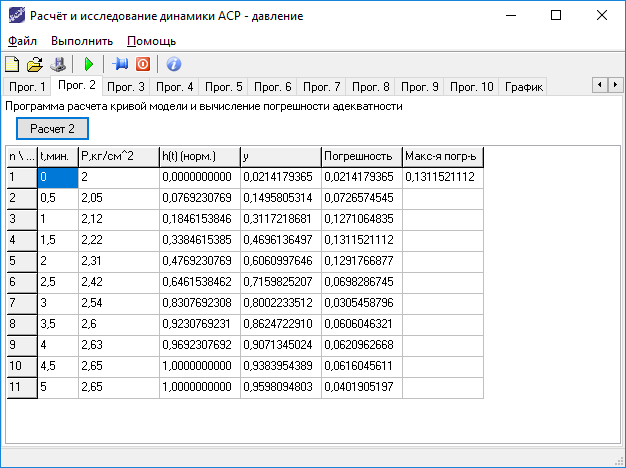 Расчёт и исследование динамики АСР - давление
Файл Выполнить Помощь
Прог. 1 Прог. 2 Прог. 3 Прог. 4 Прог. 5 Прог. 6 Прог. 7 Прог. 8 Прог. 9 Прог. 10 График
Программа расчета кривой модели и вычисление погрешности адекватности
Расчет 2
n \ ... t,мин. P,кг/см^2 h(t) (норм.) y Погрешность Макс-я погр-ь
1 0 2 0,0000000000 0,0214179365 0,0214179365 0,1311521112
2 0,5 2,05 0,0769230769 0,1495805314 0,0726574545
3 1 2,12 0,1846153846 0,3117218681 0,1271064835
4 1,5 2,22 0,3384615385 0,4696136497 0,1311521112
5 2 2,31 0,4769230769 0,6060997646 0,1291766877
6 2,5 2,42 0,6461538462 0,7159825207 0,0698286745
7 3 2,54 0,8307692308 0,8002233512 0,0305458796
8 3,5 2,6 0,9230769231 0,8624722910 0,0606046321
9 4 2,63 0,9692307692 0,9071345024 0,0620962668
10 4,5 2,65 1,0000000000 0,9383954389 0,0616045611
11 5 2,65 1,0000000000 0,9598094803 0,0401905197